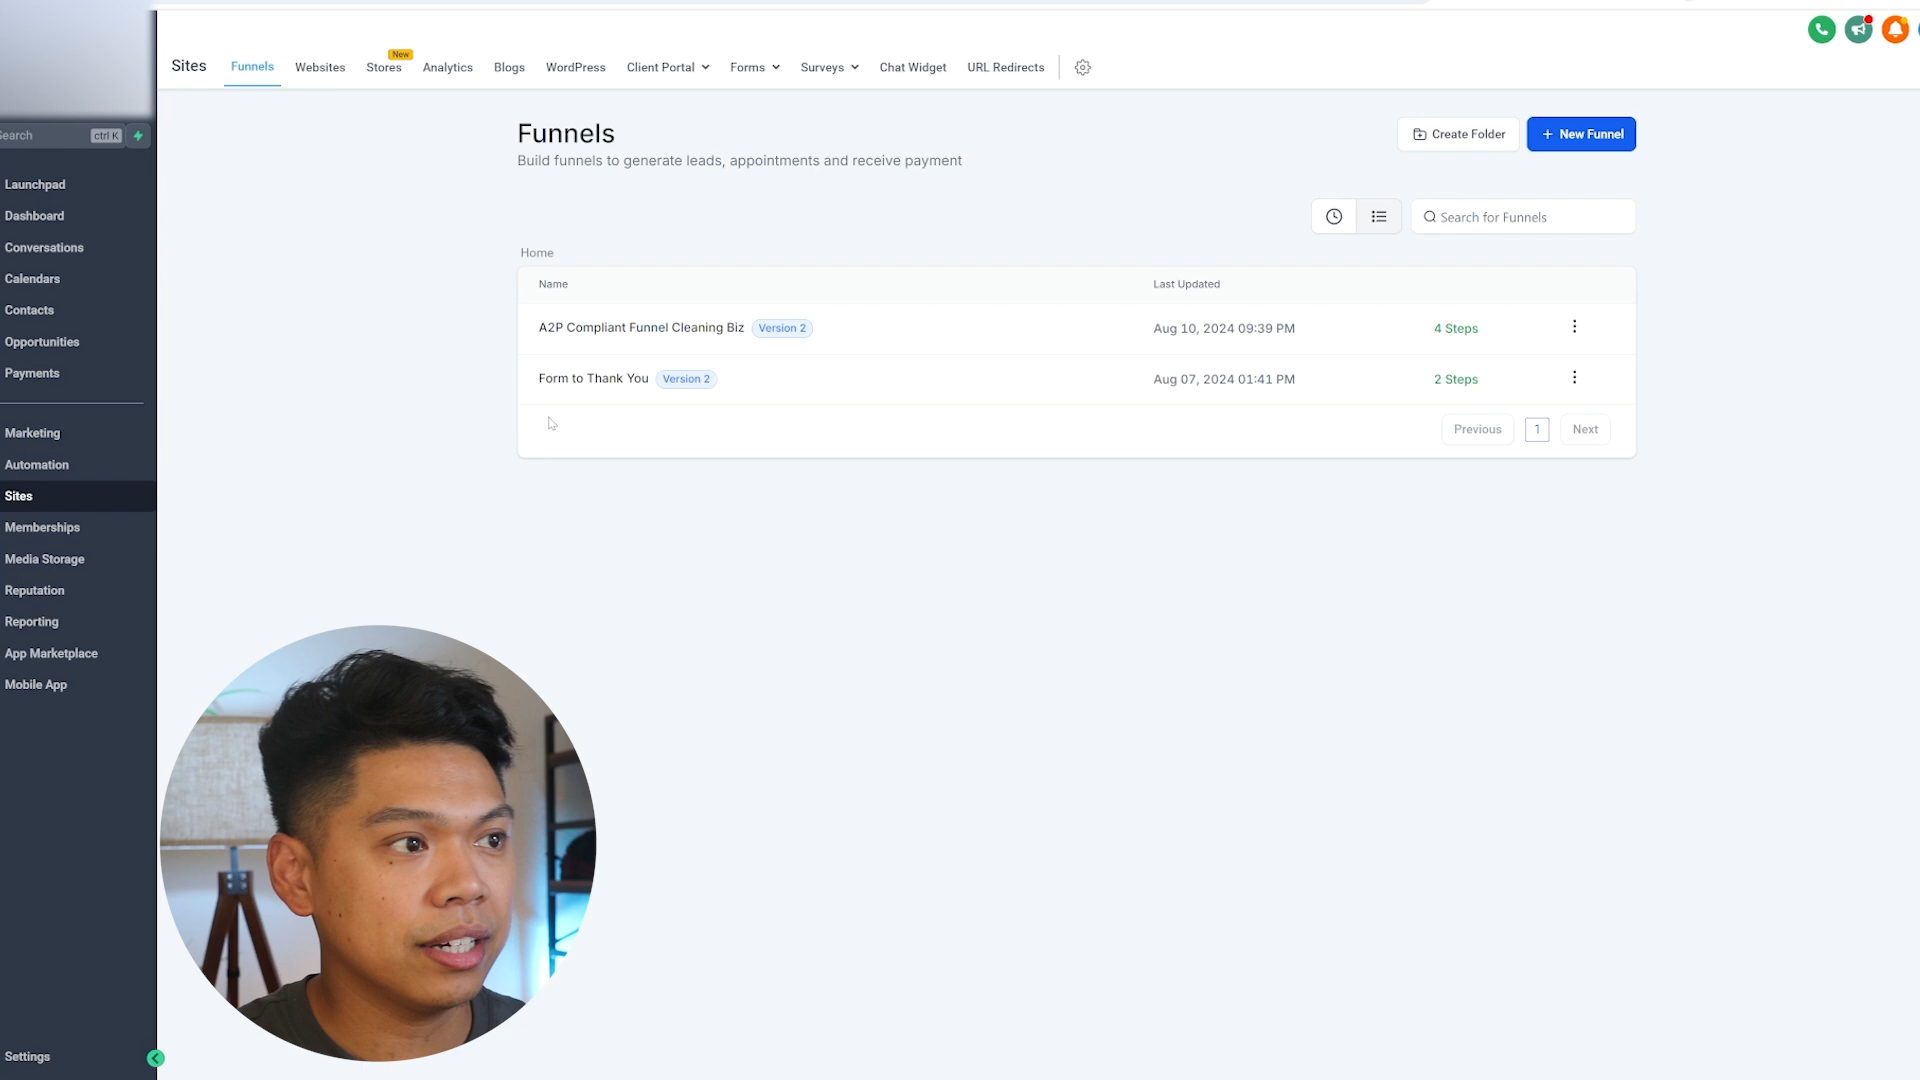 Sites
Funnels
Websites
New
Stores
Analytics
Blogs
WordPress
Client Portal
Forms
Surveys
Chat Widget
URL Redirects
earch
ctrl K
Launchpad
Dashboard
Conversations
Calendars
Contacts
Opportunities
Payments
Marketing
Automation
Sites
Memberships
Media Storage
Reputation
Reporting
App Marketplace
Mobile App
Settings
Funnels
Build funnels to generate leads, appointments and receive payment
Create Folder
+ New Funnel
Search for Funnels
Home
Name Last Updated
A2P Compliant Funnel Cleaning Biz Version 2 Aug 10, 2024 09:39 PM 4 Steps
Form to Thank You Version 2 Aug 07, 2024 01:41 PM 2 Steps
Previous 1 Next